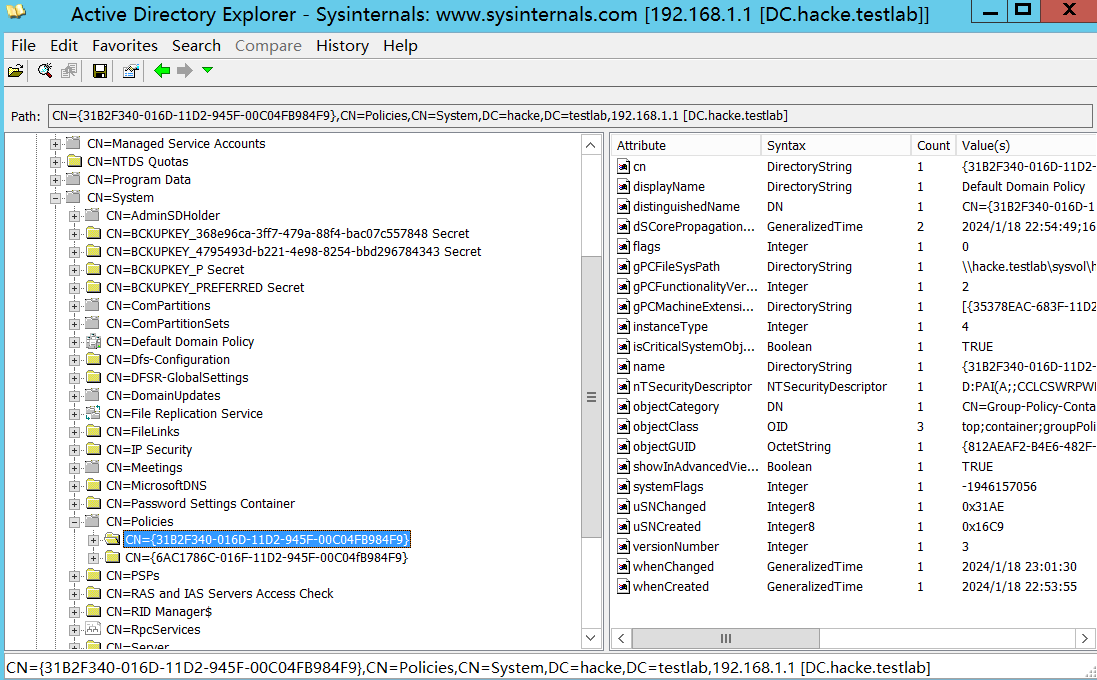 Active Directory Explorer - Sysinternals: www.sysinternals.com [192.168.1.1 [DC.hacke.testlab]]
File Edit Favorites Search Compare History Help
Path: CN={31B2F340-016D-11D2-945F-00C04FB984F9},CN=Policies,CN=System,DC=hacke,DC=testlab,192.168.1.1 [DC.hacke.testlab]
CN=Managed Service Accounts
CN=NTDS Quotas
CN=Program Data
CN=System
CN=AdminSDHolder
CN=BCKUPKEY_368e96ca-3ff7-479a-88f4-bac07c557848 Secret
CN=BCKUPKEY_4795493d-b221-4e98-8254-bbd296784343 Secret
CN=BCKUPKEY_P Secret
CN=BCKUPKEY_PREFERRED Secret
CN=ComPartitions
CN=ComPartitionSets
CN=Default Domain Policy
CN=Dfs-Configuration
CN=DFSR-GlobalSettings
CN=DomainUpdates
CN=File Replication Service
CN=FileLinks
CN=IP Security
CN=Meetings
CN=MicrosoftDNS
CN=Password Settings Container
CN=Policies
CN={31B2F340-016D-11D2-945F-00C04FB984F9}
CN={6AC1786C-016F-11D2-945F-00C04fB984F9}
CN=PSPs
CN=RAS and IAS Servers Access Check
CN=RID Manager$
CN=RpcServices
CN=Server
Attribute Syntax Count Value(s)
cn DirectoryString 1 {31B2F340-016D-11D2-
displayName DirectoryString 1 Default Domain Policy
distinguishedName DN 1 CN={31B2F340-016D-1
dSCorePropagation... GeneralizedTime 2 2024/1/18 22:54:49;16
flags Integer 1 0
gPCFileSysPath DirectoryString 1 \\hacke.testlab\sysvol\h
gPCFunctionalityVer... Integer 1 2
gPCMachineExtensi... DirectoryString 1 [{35378EAC-683F-11D2
instanceType Integer 1 4
isCriticalSystemObj... Boolean 1 TRUE
name DirectoryString 1 {31B2F340-016D-11D2-
nTSecurityDescriptor NTSecurityDescriptor 1 D:PAI(A;;CCLCSWRPWI
objectCategory DN 1 CN=Group-Policy-Conta
objectClass OID 3 top;container;groupPoli
objectGUID OctetString 1 {812AEAF2-B4E6-482F-
showInAdvancedVie... Boolean 1 TRUE
systemFlags Integer 1 -1946157056
uSNChanged Integer8 1 0x31AE
uSNCreated Integer8 1 0x16C9
versionNumber Integer 1 3
whenChanged GeneralizedTime 1 2024/1/18 23:01:30
whenCreated GeneralizedTime 1 2024/1/18 22:53:55
CN={31B2F340-016D-11D2-945F-00C04FB984F9},CN=Policies,CN=System,DC=hacke,DC=testlab,192.168.1.1 [DC.hacke.testlab]